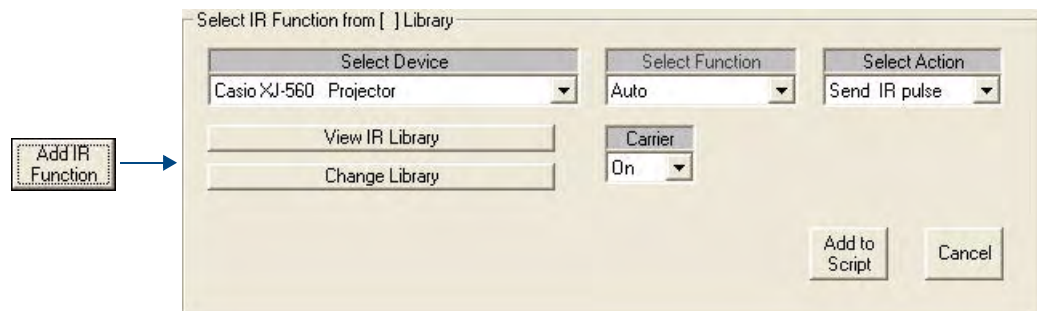 Select IR Function from [ ] Library
Select Device
Select Function
Select Action
Casio XJ-560 Projector
Auto
Send IR pulse
View IR Library
Carrier
Add IR
Function
On
Change Library
Add to
Script
Cancel